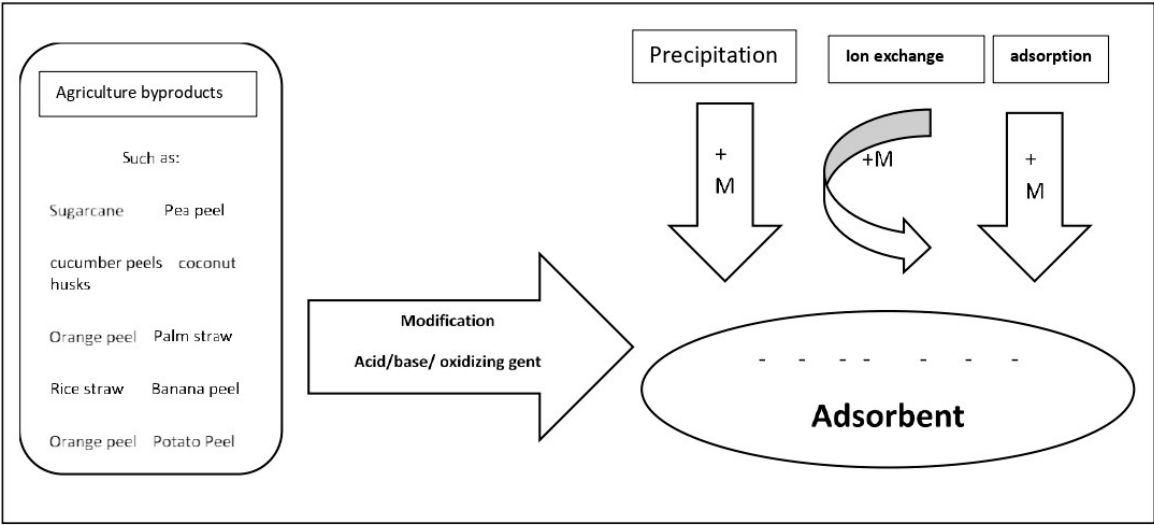 Agriculture byproducts
Such as:
Sugarcane Pea peel
cucumber peels coconut
husks
Orange peel Palm straw
Rice straw Banana peel
Orange peel Potato Peel
Modification
Acid/base/ oxidizing gent
Precipitation
+
M
Ion exchange
+M
adsorption
+
M
- - - - - - -
Adsorbent